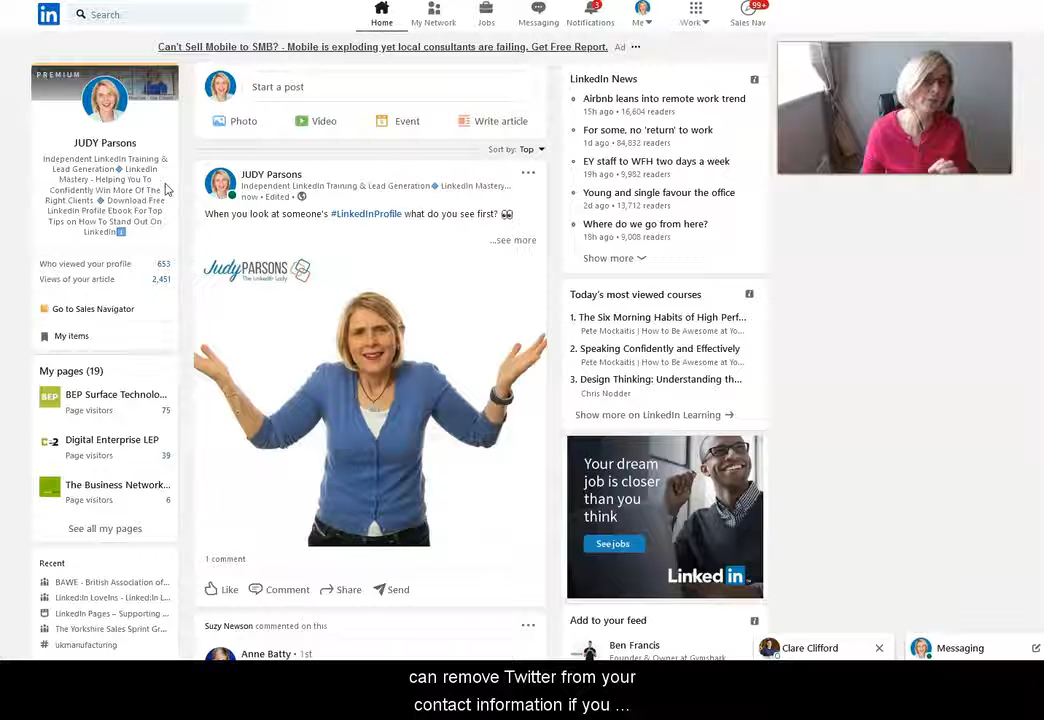 in
Search
Home
My Network
Jobs
Messaging
3
Notifications
Me
Work
99+
Sales Nav
Can't Sell Mobile to SMB? - Mobile is exploding yet local consultants are failing. Get Free Report. Ad •••
PREMIUM
JUDY Parsons
Independent LinkedIn Training &
Lead Generation LinkedIn
Mastery - Helping You To
Confidently Win More Of The
Right Clients Download Free
LinkedIn Profile Ebook For Top
Tips on How To Stand Out On
LinkedIn
Who viewed your profile 653
Views of your article 2,451
Go to Sales Navigator
My items
My pages (19)
BEP
BEP Surface Technolo...
Page visitors 75
Digital Enterprise LEP
Page visitors 39
The Business Network...
Page visitors 6
See all my pages
Recent
BAWE - British Association of...
Linked:In LoveIns - Linked:In L...
LinkedIn Pages – Supporting ...
The Yorkshire Sales Sprint Gr...
# ukmanufacturing
Start a post
Photo
Video
Event
Write article
Sort by: Top
JUDY Parsons
Independent LinkedIn Training & Lead Generation LinkedIn Mastery...
now • Edited •
When you look at someone's #LinkedInProfile what do you see first?
...see more
Judy PARSONS
The LinkedIn Lady
1 comment
Like
Comment
Share
Send
Suzy Newson commented on this
Anne Batty • 1st
LinkedIn News
Airbnb leans into remote work trend
15h ago • 16,604 readers
For some, no 'return' to work
1d ago • 84,832 readers
EY staff to WFH two days a week
19h ago • 9,982 readers
Young and single favour the office
2d ago • 13,712 readers
Where do we go from here?
18h ago • 9,008 readers
Show more
Today's most viewed courses
1. The Six Morning Habits of High Perf...
Pete Mockaitis | How to Be Awesome at Yo...
2. Speaking Confidently and Effectively
Pete Mockaitis | How to Be Awesome at Yo...
3. Design Thinking: Understanding th...
Chris Nodder
Show more on LinkedIn Learning →
Your dream
job is closer
than you
think
See jobs
Linked in
Add to your feed
Ben Francis
Founder & Owner at Gymshark
Clare Clifford
Messaging
can remove Twitter from your
contact information if you ...